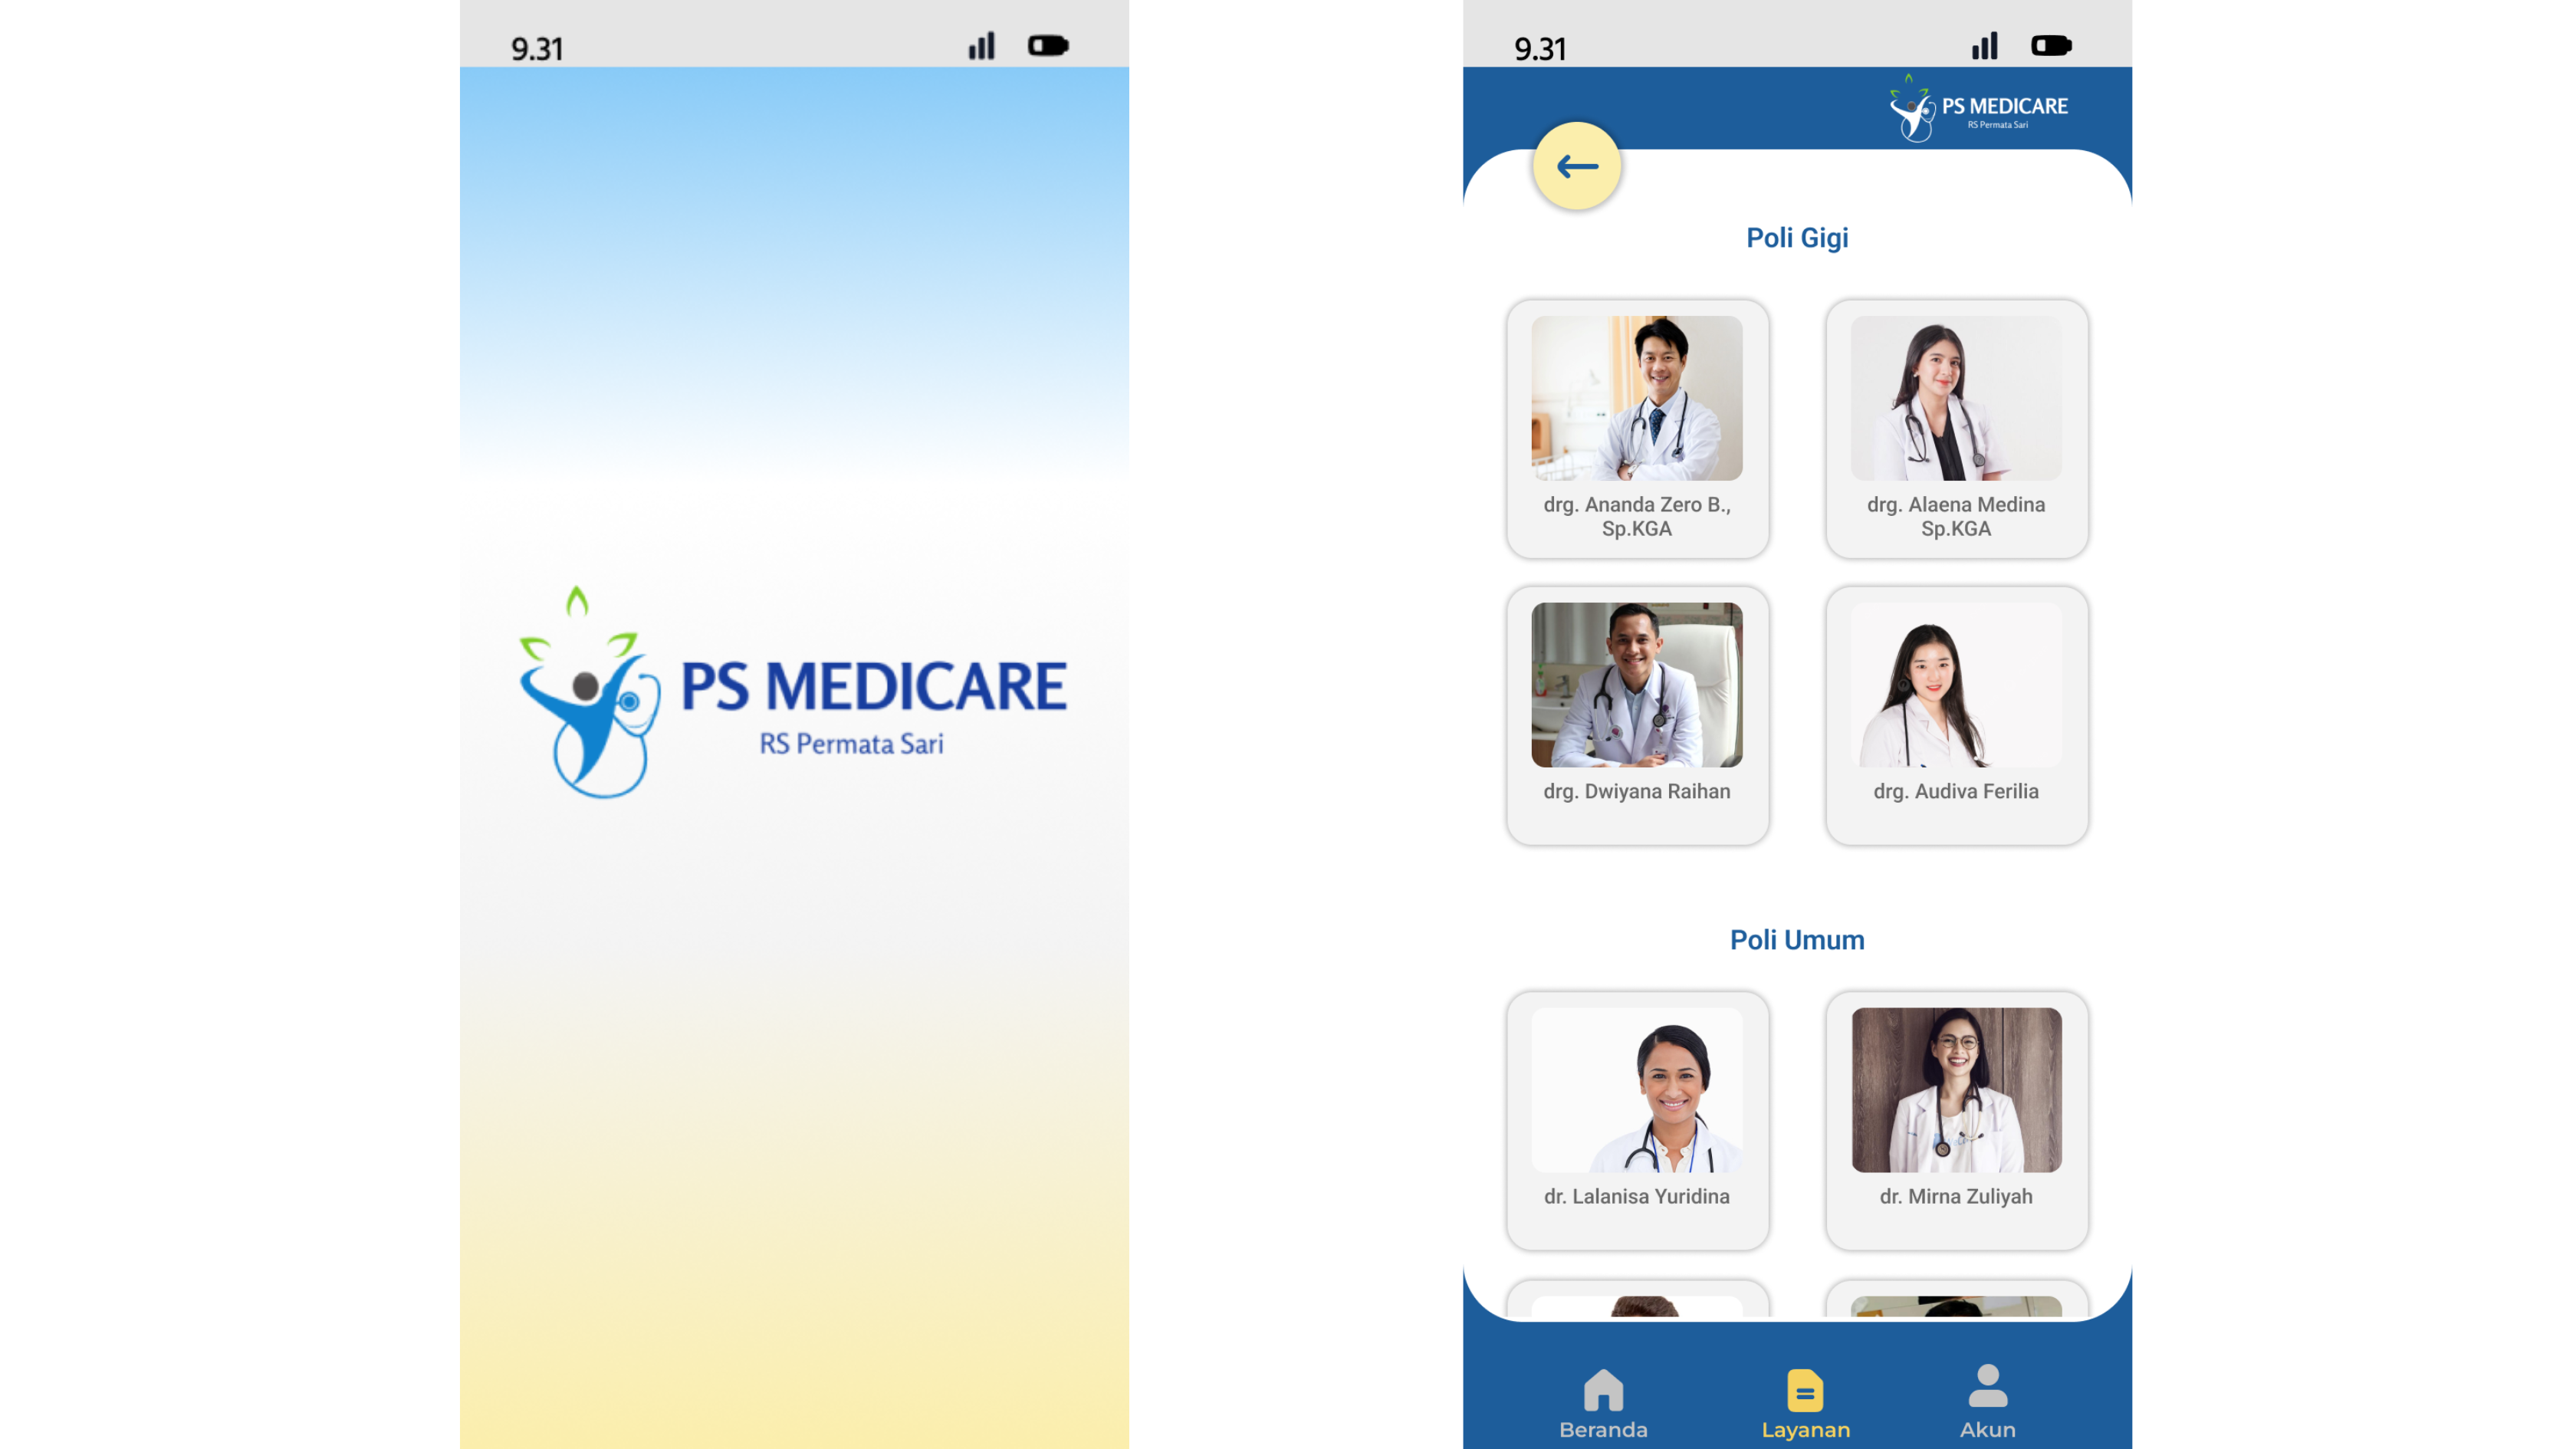 9.31
PS MEDICARE
RS Permata Sari
9.31
PS MEDICARE
RS Permata Sari
Poli Gigi
drg. Ananda Zero B.,
Sp.KGA
drg. Alaena Medina
Sp.KGA
drg. Dwiyana Raihan
drg. Audiva Ferilia
Poli Umum
dr. Lalanisa Yuridina
dr. Mirna Zuliyah
Beranda
Layanan
Akun